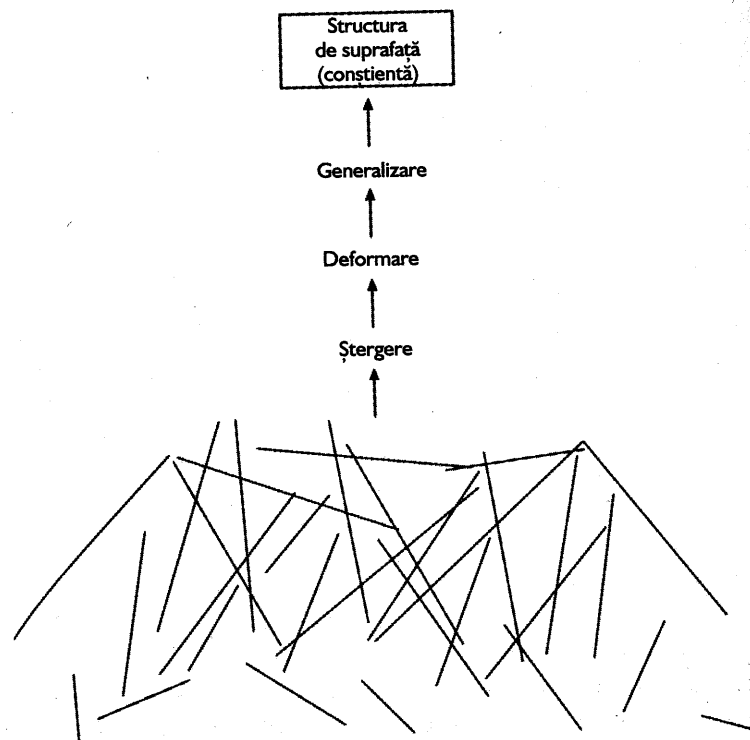 Structura
de suprafață
(conștientă)
Generalizare
Deformare
Ștergere